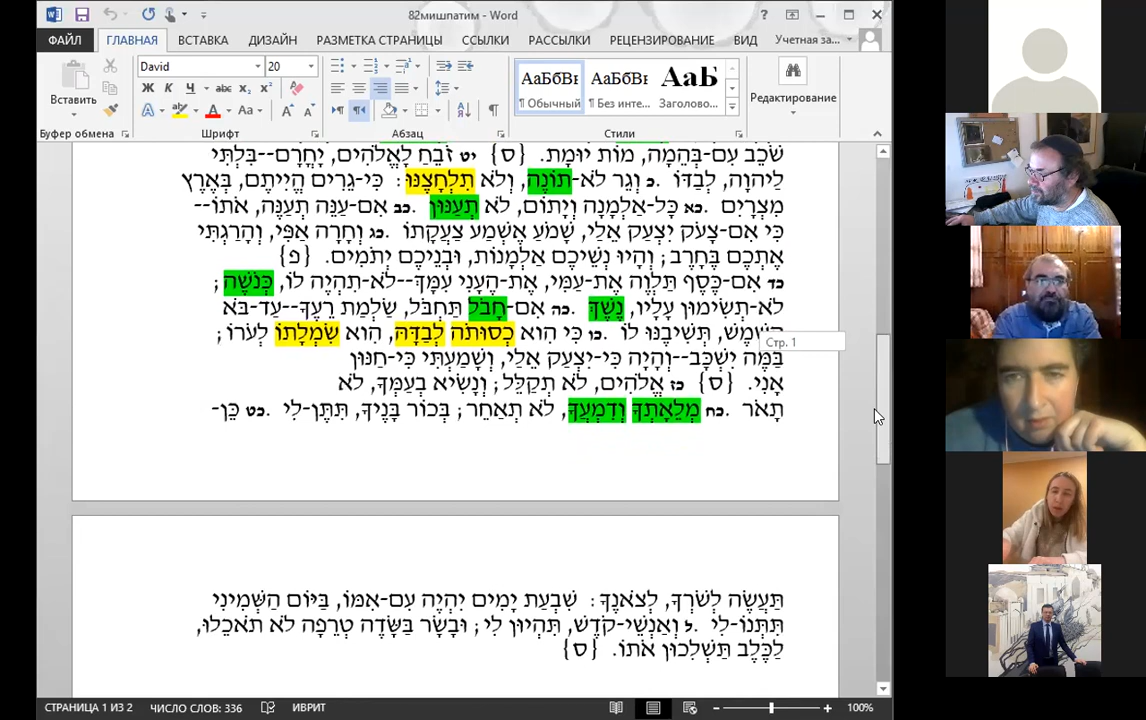 82мишпатим - Word
ФАЙЛ ГЛАВНАЯ ВСТАВКА ДИЗАЙН РАЗМЕТКА СТРАНИЦЫ ССЫЛКИ РАССЫЛКИ РЕЦЕНЗИРОВАНИЕ ВИД Учетная за...
David 20
Вставить
Ж К Ч abc x₂ x²
АаБбВв АаБбВв АаБ
¶ Обычный ¶ Без инте... Заголово...
Редактирование
Буфер обмена Шрифт Абзац Стили
שֹׁכֵב עִם-בְּהֵמָה, מוֹת יוּמָת. {ס} יט זֹבֵחַ לָאֱלֹהִים, יָחֳרָם--בִּלְתִּי
לַיהוָה, לְבַדּוֹ כ וְגֵר לֹא-תוֹנֶה, וְלֹא תִלְחָצֶנּוּ: כִּי-גֵרִים הֱיִיתֶם, בְּאֶרֶץ
מִצְרָיִם כא. כָּל-אַלְמָנָה וְיָתוֹם, לֹא תְעַנּוּן כב. אִם-עַנֵּה תְעַנֶּה, אֹתוֹ--
כִּי אִם-צָעֹק יִצְעַק אֵלַי, שָׁמֹעַ אֶשְׁמַע צַעֲקָתוֹ כג. וְחָרָה אַפִּי, וְהָרַגְתִּי
אֶתְכֶם בֶּחָרֶב; וְהָיוּ נְשֵׁיכֶם אַלְמָנוֹת, וּבְנֵיכֶם יְתֹמִים. {פ}
כד אִם-כֶּסֶף תַּלְוֶה אֶת-עַמִּי, אֶת-הֶעָנִי עִמָּךְ--לֹא-תִהְיֶה לוֹ, כְּנֹשֶׁה;
לֹא-תְשִׂימוּן עָלָיו, נֶשֶׁךְ כה. אִם-חָבֹל תַּחְבֹּל, שַׂלְמַת רֵעֶךָ--עַד-בֹּא
הַשֶּׁמֶשׁ, תְּשִׁיבֶנּוּ לוֹ כו. כִּי הִוא כְסוּתֹה לְבַדָּהּ, הִוא שִׂמְלָתוֹ לְעֹרוֹ;
Стр. 1
בַּמֶּה יִשְׁכָּב--וְהָיָה כִּי-יִצְעַק אֵלַי, וְשָׁמַעְתִּי כִּי-חַנּוּן
אָנִי. {ס} כז אֱלֹהִים, לֹא תְקַלֵּל; וְנָשִׂיא בְעַמְּךָ, לֹא
תָאֹר כח. מְלֵאָתְךָ וְדִמְעֲךָ, לֹא תְאַחֵר; בְּכוֹר בָּנֶיךָ, תִּתֶּן-לִי כט. כֵּן-
תַּעֲשֶׂה לְשֹׁרְךָ, לְצֹאנֶךָ: שִׁבְעַת יָמִים יִהְיֶה עִם-אִמּוֹ, בַּיּוֹם הַשְּׁמִינִי
תִּתְּנוֹ-לִי ל. וְאַנְשֵׁי-קֹדֶשׁ, תִּהְיוּן לִי; וּבָשָׂר בַּשָּׂדֶה טְרֵפָה לֹא תֹאכֵלוּ,
לַכֶּלֶב תַּשְׁלִכוּן אֹתוֹ. {ס}
СТРАНИЦА 1 ИЗ 2 ЧИСЛО СЛОВ: 336 ИВРИТ 100%